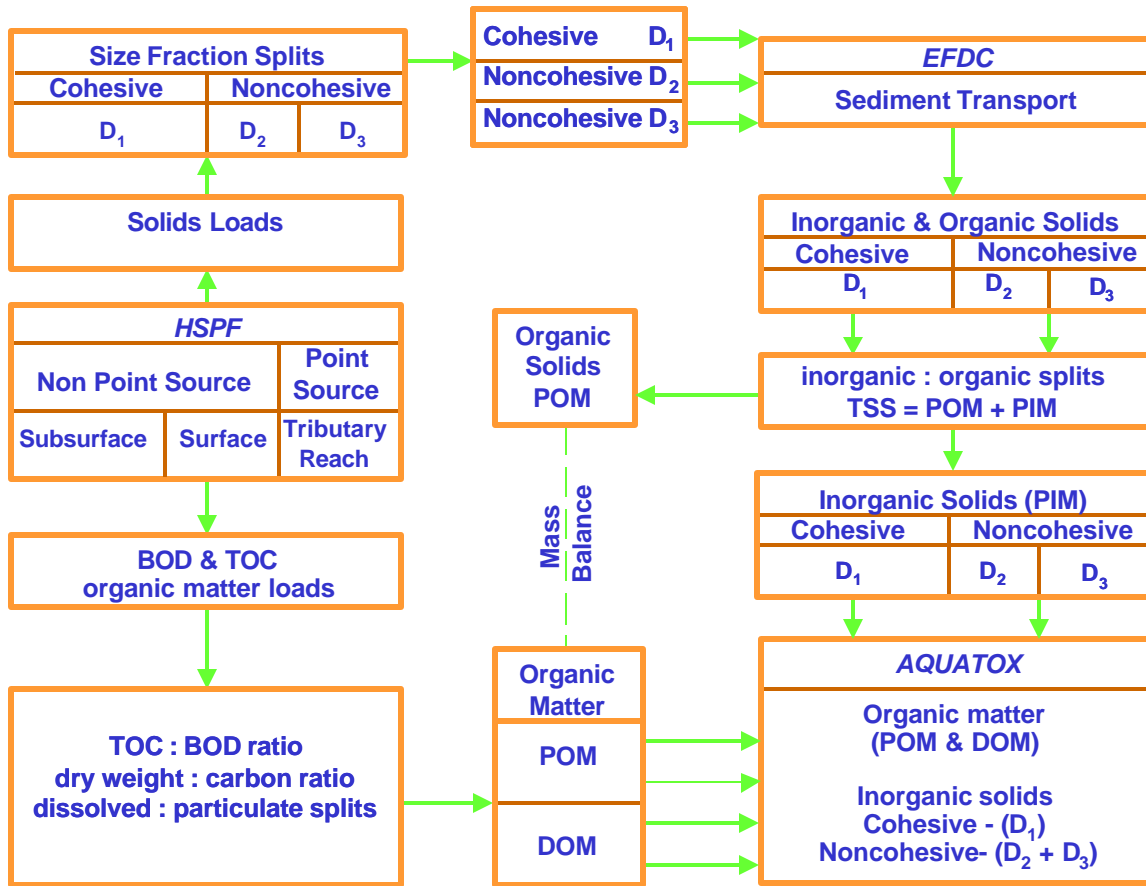 Size Fraction Splits
Cohesive Noncohesive
D1 D2 D3
Cohesive D1
Noncohesive D2
Noncohesive D3
EFDC
Sediment Transport
Solids Loads
Inorganic & Organic Solids
Cohesive Noncohesive
D1 D2 D3
HSPF
Non Point Source
Point
Source
Subsurface Surface
Tributary
Reach
Organic
Solids
POM
inorganic : organic splits
TSS = POM + PIM
Mass
Balance
Inorganic Solids (PIM)
Cohesive Noncohesive
D1 D2 D3
BOD & TOC
organic matter loads
TOC : BOD ratio
dry weight : carbon ratio
dissolved : particulate splits
Organic
Matter
POM
DOM
AQUATOX
Organic matter
(POM & DOM)
Inorganic solids
Cohesive - (D1)
Noncohesive- (D2 + D3)